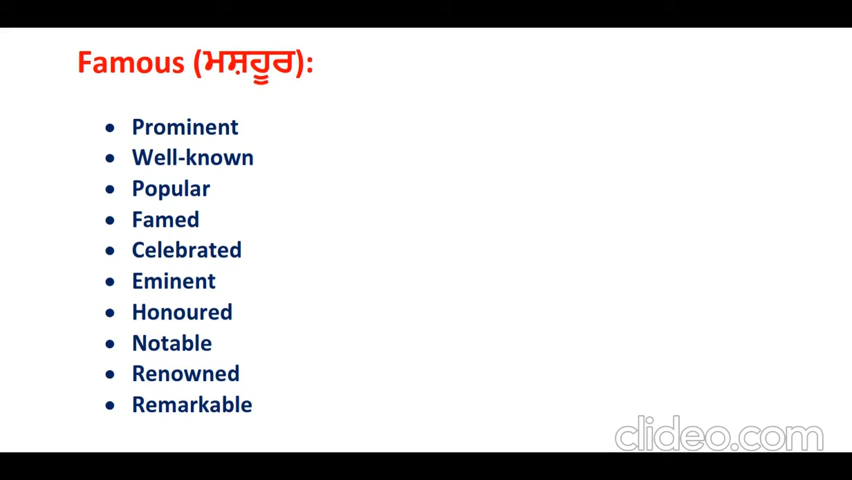 Famous (ਮਸ਼ਹੂਰ):
• Prominent
• Well-known
• Popular
• Famed
• Celebrated
• Eminent
• Honoured
• Notable
• Renowned
• Remarkable
clideo.com